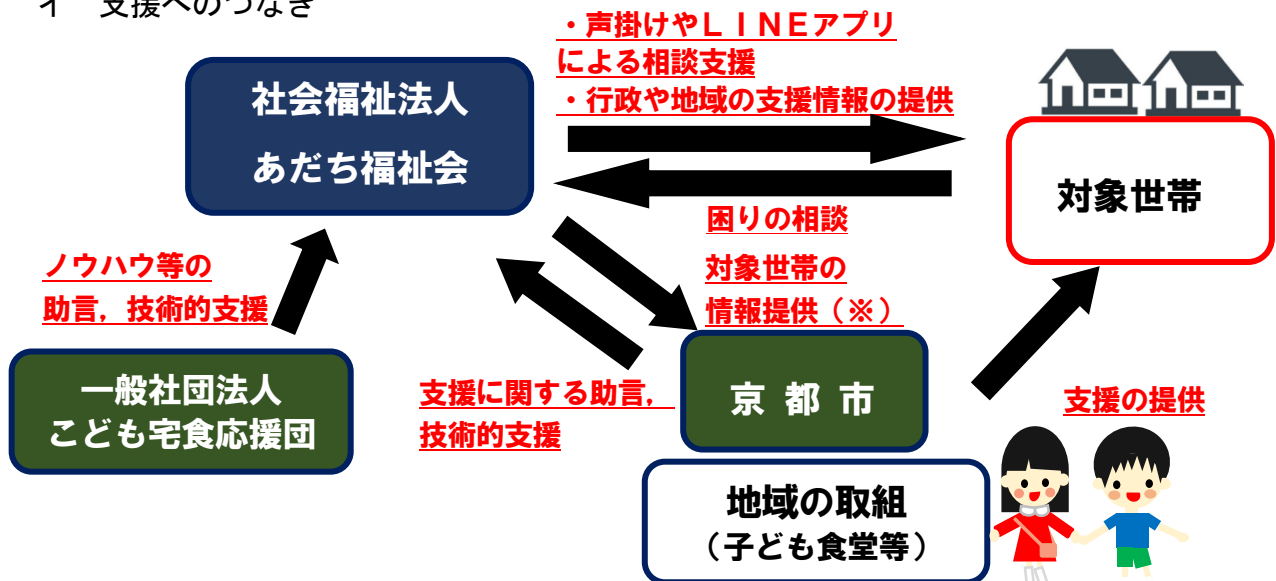 イ 支援へのつなぎ
・声掛けやLINEアプリ
による相談支援
・行政や地域の支援情報の提供
社会福祉法人
あだち福祉会
対象世帯
困りの相談
ノウハウ等の
助言，技術的支援
対象世帯の
情報提供（※）
一般社団法人
こども宅食応援団
支援に関する助言，
技術的支援
京都市
支援の提供
地域の取組
（子ども食堂等）